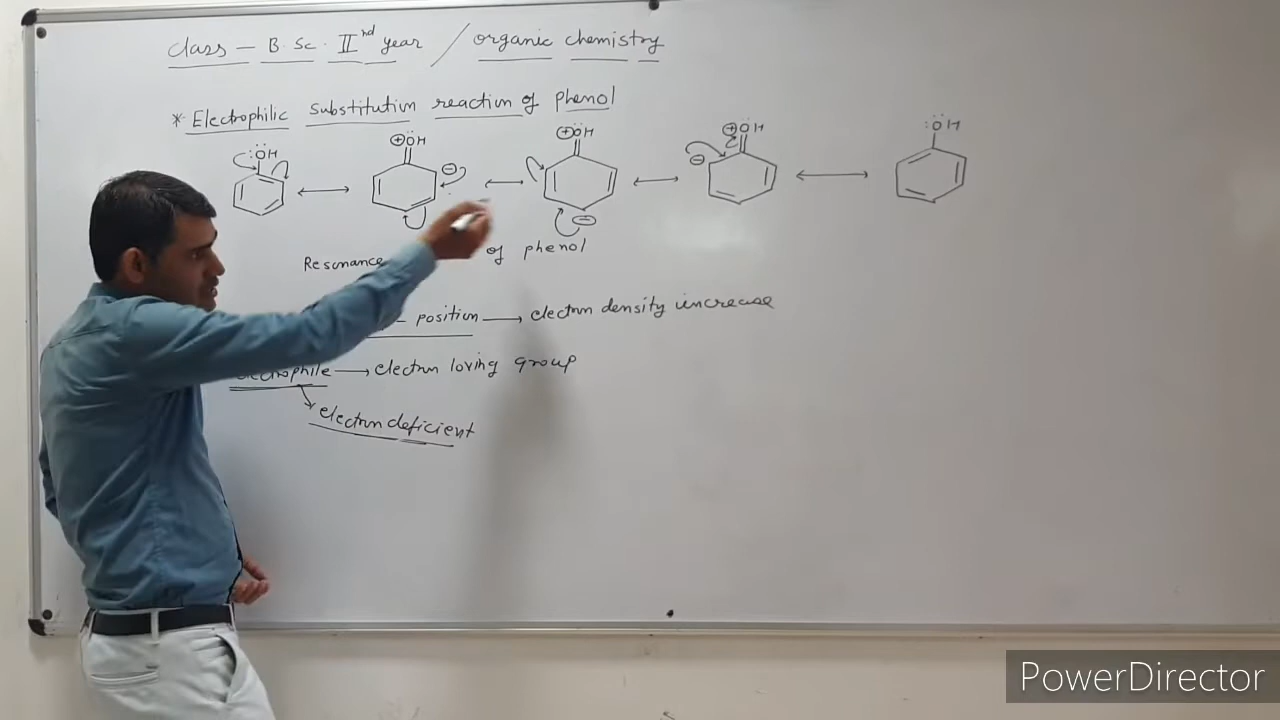 Class - B.Sc. IInd year / organic chemistry
* Electrophilic substitution reaction of phenol
:ÖH ⊕ÖH ⊕ÖH ⊕ÖH :ÖH
⊖ ⊖ ⊖
Resonance of phenol
- position → electron density increase
→ electron loving group
electron deficient
PowerDirector